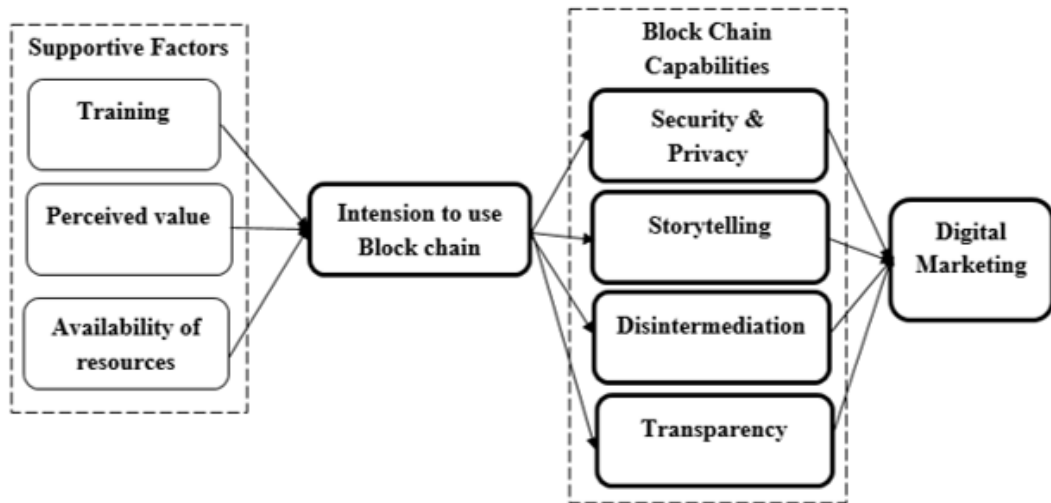 Supportive Factors
Training
Perceived value
Availability of
resources
Intension to use
Block chain
Block Chain
Capabilities
Security &
Privacy
Storytelling
Disintermediation
Transparency
Digital
Marketing